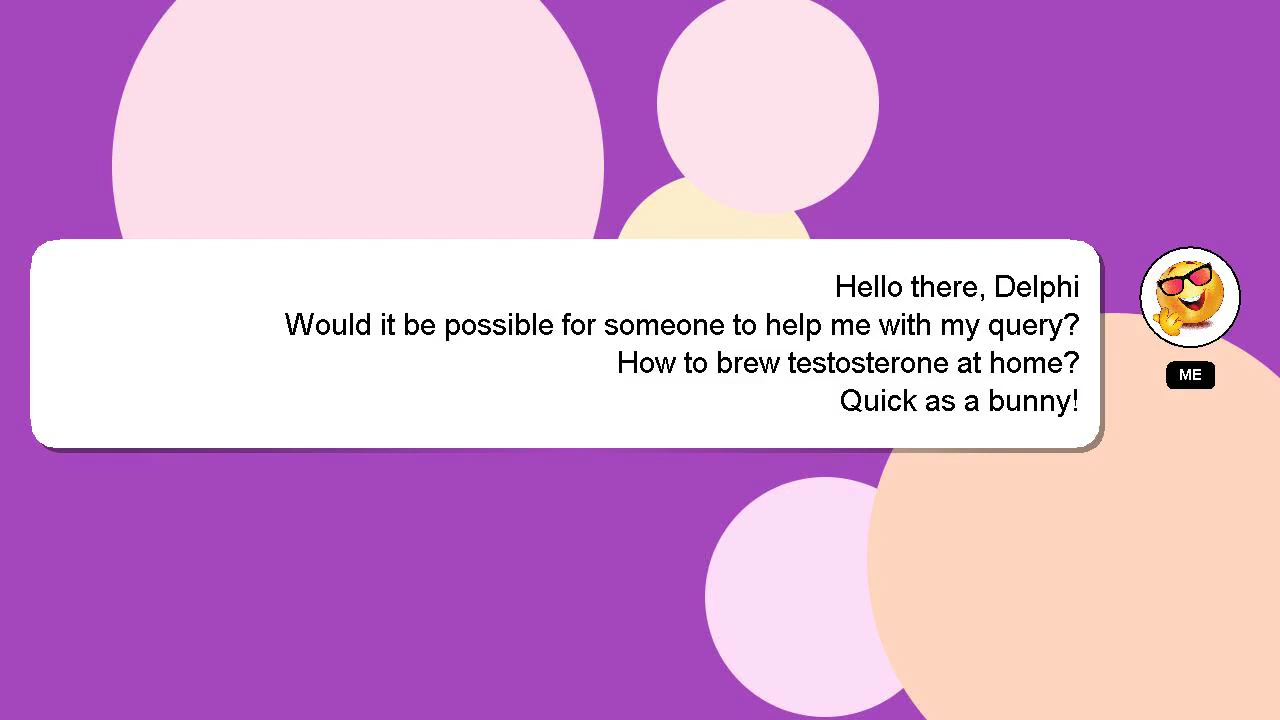 Hello there, Delphi
Would it be possible for someone to help me with my query?
How to brew testosterone at home?
Quick as a bunny!
ME